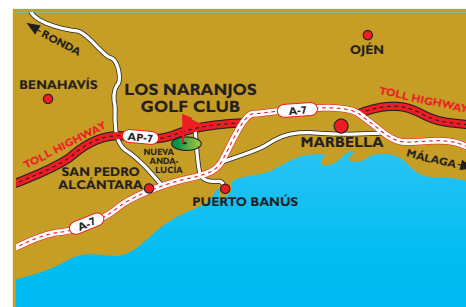 RONDA
OJÉN
BENAHAVÍS
LOS NARANJOS
GOLF CLUB
TOLL HIGHWAY
A-7
AP-7
TOLL HIGHWAY
NUEVA
ANDA-
LUCÍA
MARBELLA
MÁLAGA
SAN PEDRO
ALCÁNTARA
PUERTO BANÚS
A-7